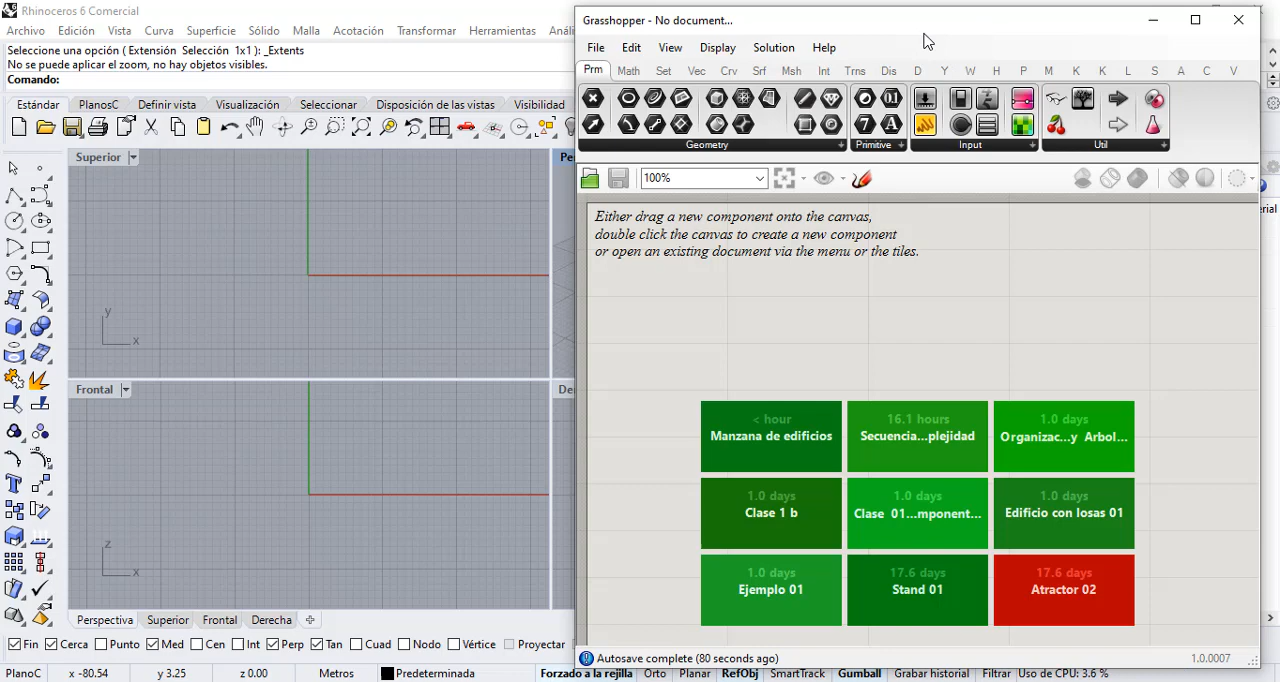 Rhinoceros 6 Comercial
Archivo Edición Vista Curva Superficie Sólido Malla Acotación Transformar Herramientas
Seleccione una opción ( Extensión Selección 1x1 ): _Extents
No se puede aplicar el zoom, no hay objetos visibles.
Comando:
Estándar PlanosC Definir vista Visualización Seleccionar Disposición de las vistas Visibilidad
Superior
y
x
Frontal
z
x
Perspectiva Superior Frontal Derecha
Fin Cerca Punto Med Cen Int Perp Tan Cuad Nodo Vértice Proyectar
PlanoC x -80.54 y 3.25 z 0.00 Metros Predeterminada Forzado a la rejilla Orto Planar RefObj SmartTrack Gumball Grabar historial Filtrar Uso de CPU: 3.6 %
Grasshopper - No document...
File Edit View Display Solution Help
Prm Math Set Vec Crv Srf Msh Int Trns Dis D Y W H P M K K L S A C V
Geometry Primitive Input Util
100%
Either drag a new component onto the canvas,
double click the canvas to create a new component
or open an existing document via the menu or the tiles.
< hour
Manzana de edificios
16.1 hours
Secuencia...plejidad
1.0 days
Organizac...y Arbol...
1.0 days
Clase 1 b
1.0 days
Clase 01...mponent...
1.0 days
Edificio con losas 01
1.0 days
Ejemplo 01
17.6 days
Stand 01
17.6 days
Atractor 02
Autosave complete (80 seconds ago)
1.0.0007